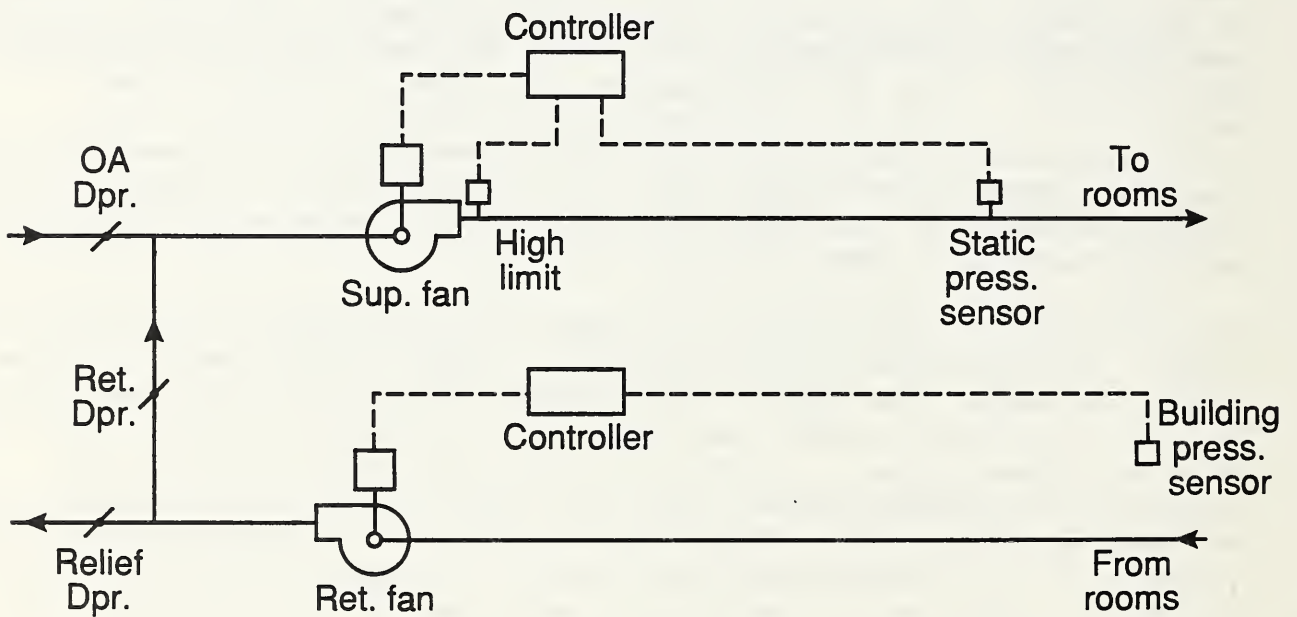 Controller
OA
Dpr.
To
rooms
High
limit
Static
press.
sensor
Sup. fan
Ret.
Dpr.
Controller
Building
press.
sensor
Relief
Dpr.
Ret. fan
From
rooms